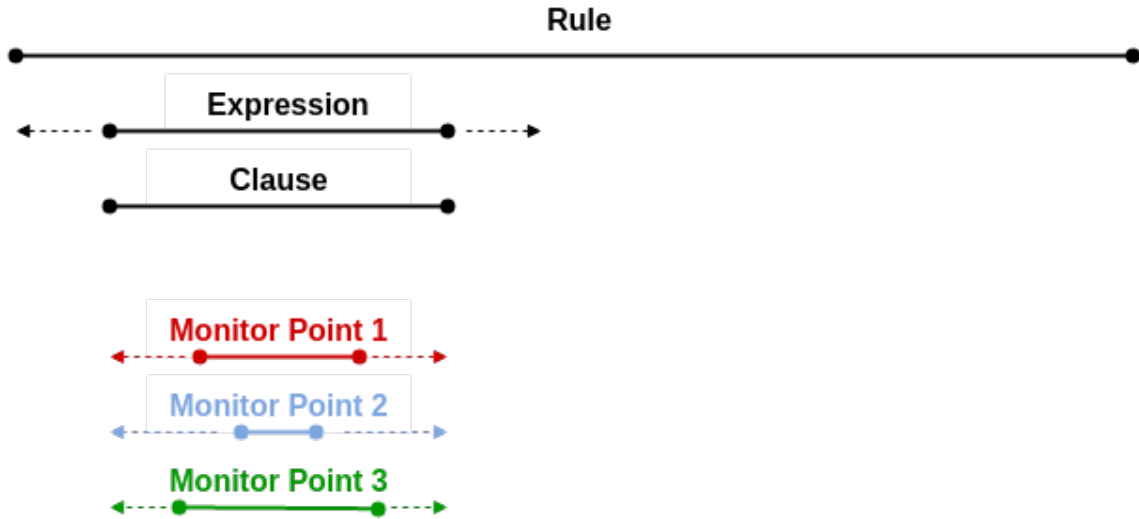 Rule
Expression
Clause
Monitor Point 1
Monitor Point 2
Monitor Point 3